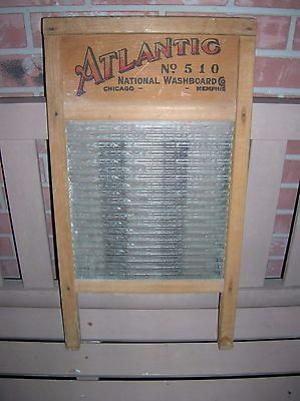 ATLANTIC
No 510
NATIONAL WASHBOARD Co
CHICAGO - - MEMPHIS